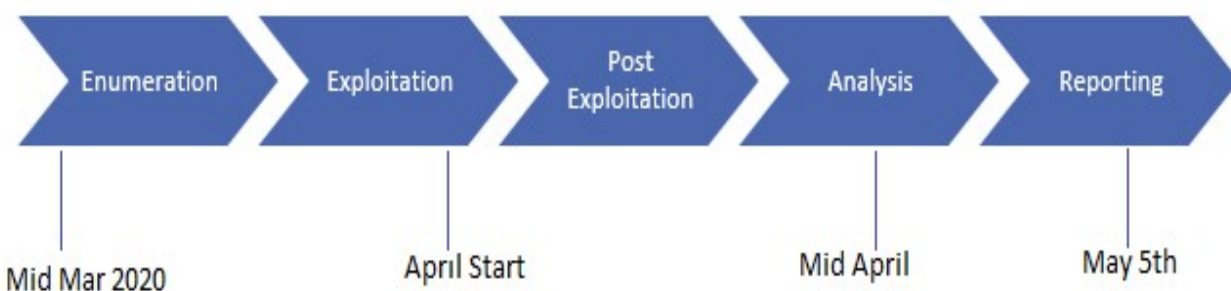 Enumeration
Exploitation
Post
Exploitation
Analysis
Reporting
Mid Mar 2020
April Start
Mid April
May 5th